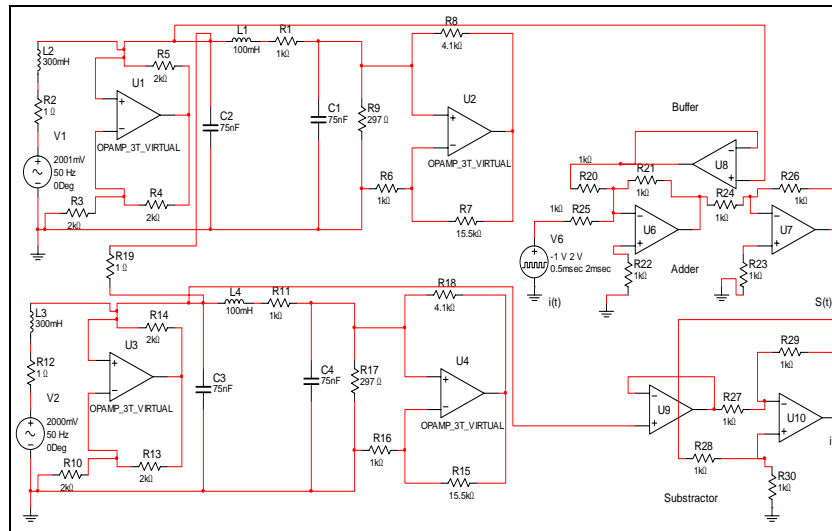 L2
300mH
R2
1 Ω
V1
2001mV
50 Hz
0Deg
R3
2kΩ
R5
2kΩ
U1
OPAMP_3T_VIRTUAL
R4
2kΩ
L1
100mH
R1
1kΩ
C2
75nF
C1
75nF
R9
297 Ω
R8
4.1kΩ
U2
OPAMP_3T_VIRTUAL
R6
1kΩ
R7
15.5kΩ
R19
1 Ω
Buffer
U8
1kΩ
R20
R21
1kΩ
1kΩ
R25
V6
-1 V 2 V
0.5msec 2msec
i(t)
U6
R22
1kΩ
Adder
R24
1kΩ
R26
1kΩ
U7
R23
1kΩ
S(t)
L3
300mH
R12
1 Ω
V2
2000mV
50 Hz
0Deg
R10
2kΩ
R14
2kΩ
U3
OPAMP_3T_VIRTUAL
R13
2kΩ
L4
100mH
R11
1kΩ
C3
75nF
C4
75nF
R17
297 Ω
R18
4.1kΩ
U4
OPAMP_3T_VIRTUAL
R16
1kΩ
R15
15.5kΩ
U9
R27
1kΩ
R29
1kΩ
U10
R28
1kΩ
R30
1kΩ
Substractor